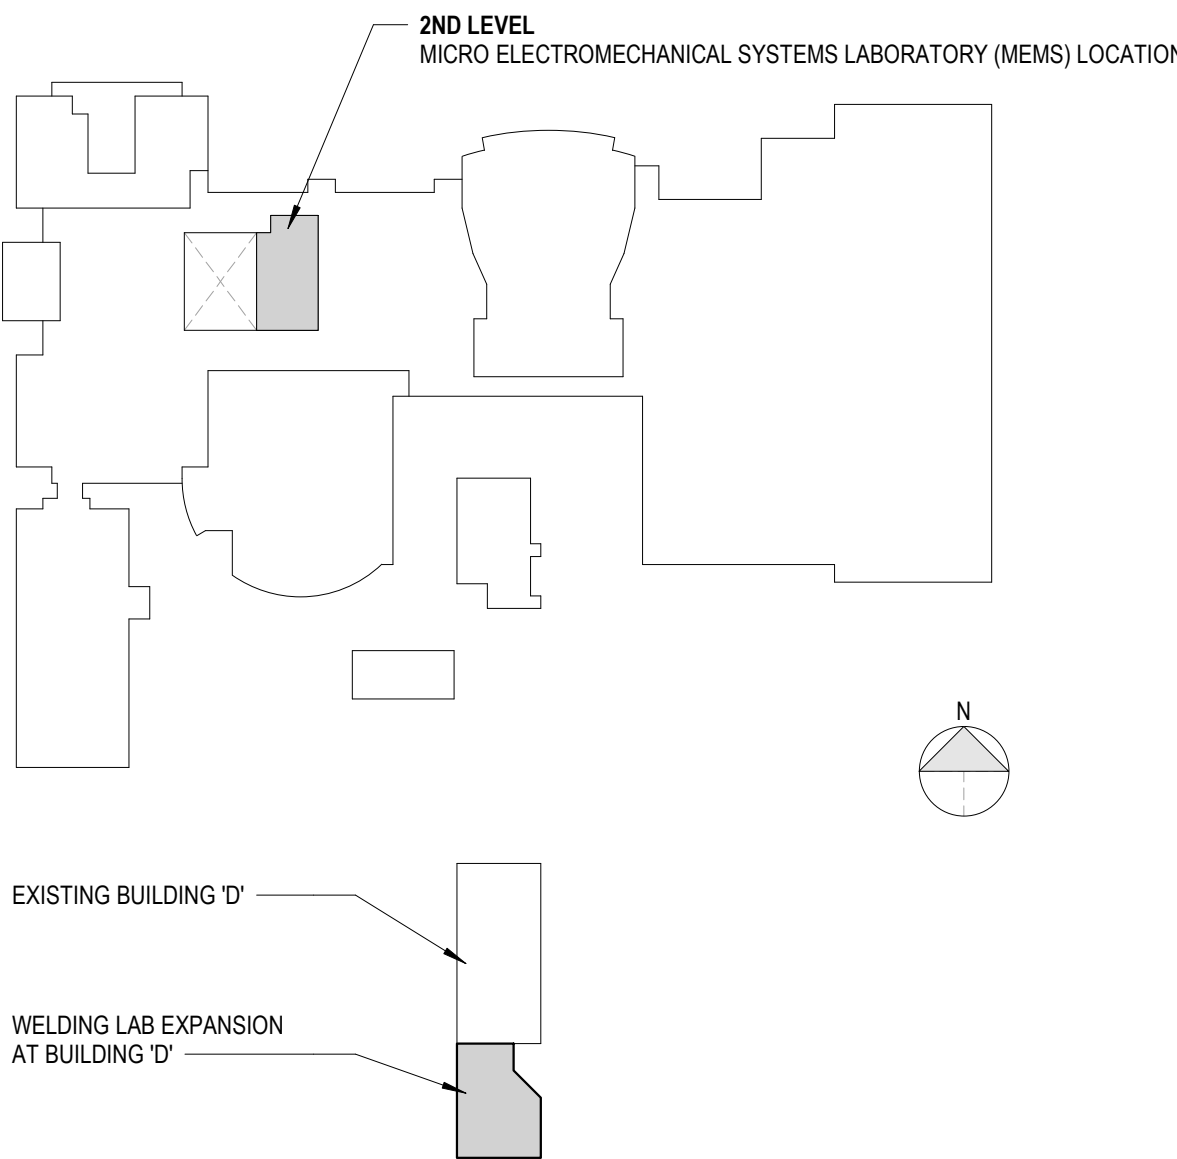 2ND LEVEL
MICRO ELECTROMECHANICAL SYSTEMS LABORATORY (MEMS) LOCATION
N
EXISTING BUILDING 'D'
WELDING LAB EXPANSION
AT BUILDING 'D'